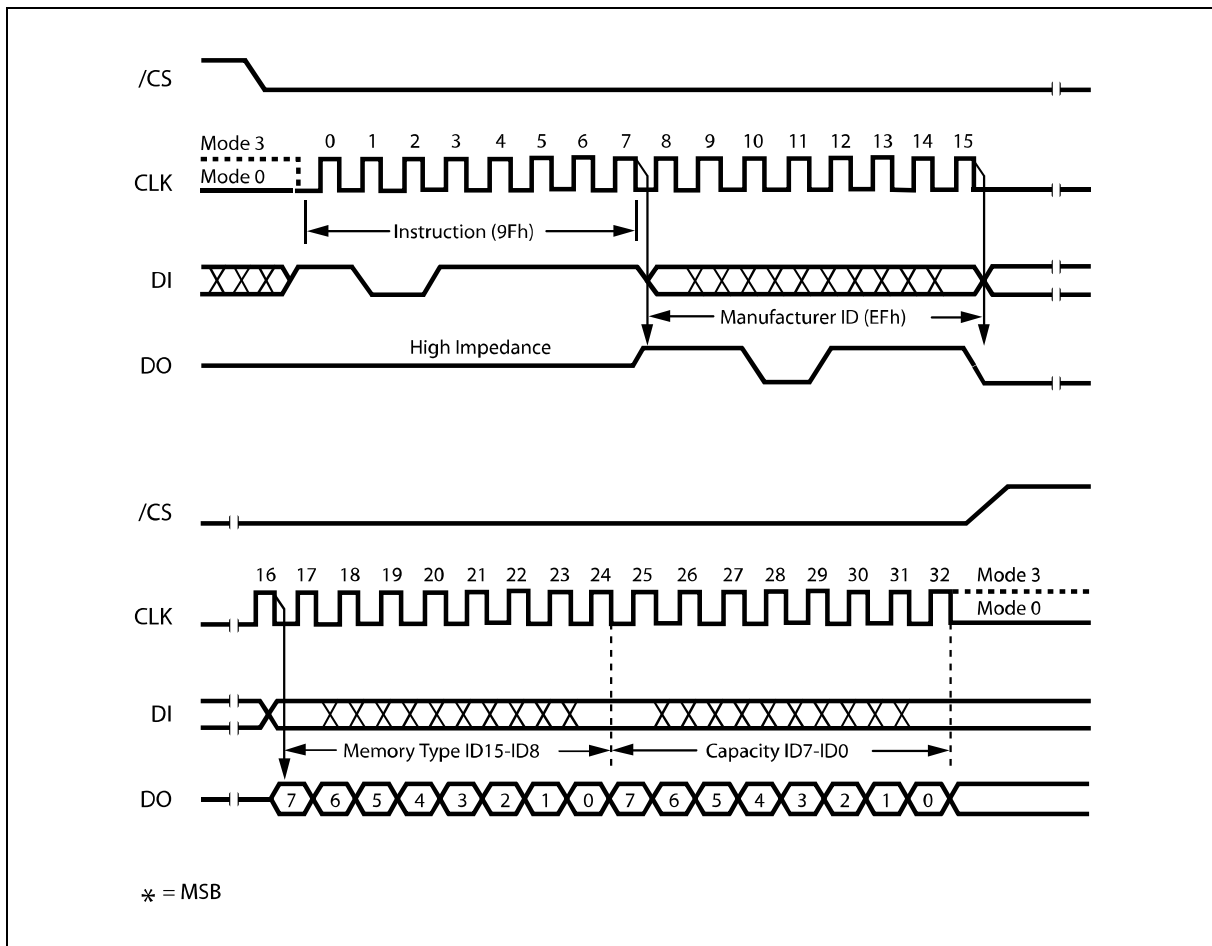 /CS
Mode 3
0 1 2 3 4 5 6 7 8 9 10 11 12 13 14 15
Mode 0
CLK
Instruction (9Fh)
DI
Manufacturer ID (EFh)
High Impedance
DO
/CS
16 17 18 19 20 21 22 23 24 25 26 27 28 29 30 31 32
Mode 3
Mode 0
CLK
DI
Memory Type ID15-ID8
Capacity ID7-ID0
DO
7 6 5 4 3 2 1 0 7 6 5 4 3 2 1 0
* = MSB